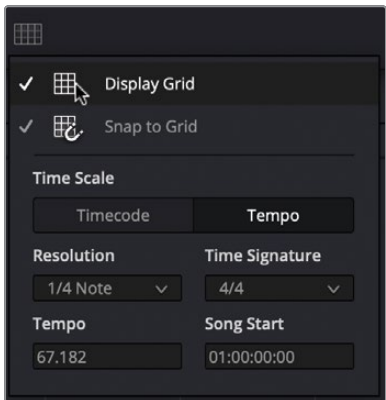 Display Grid
Snap to Grid
Time Scale
Timecode Tempo
Resolution Time Signature
1/4 Note 4/4
Tempo Song Start
67.182 01:00:00:00